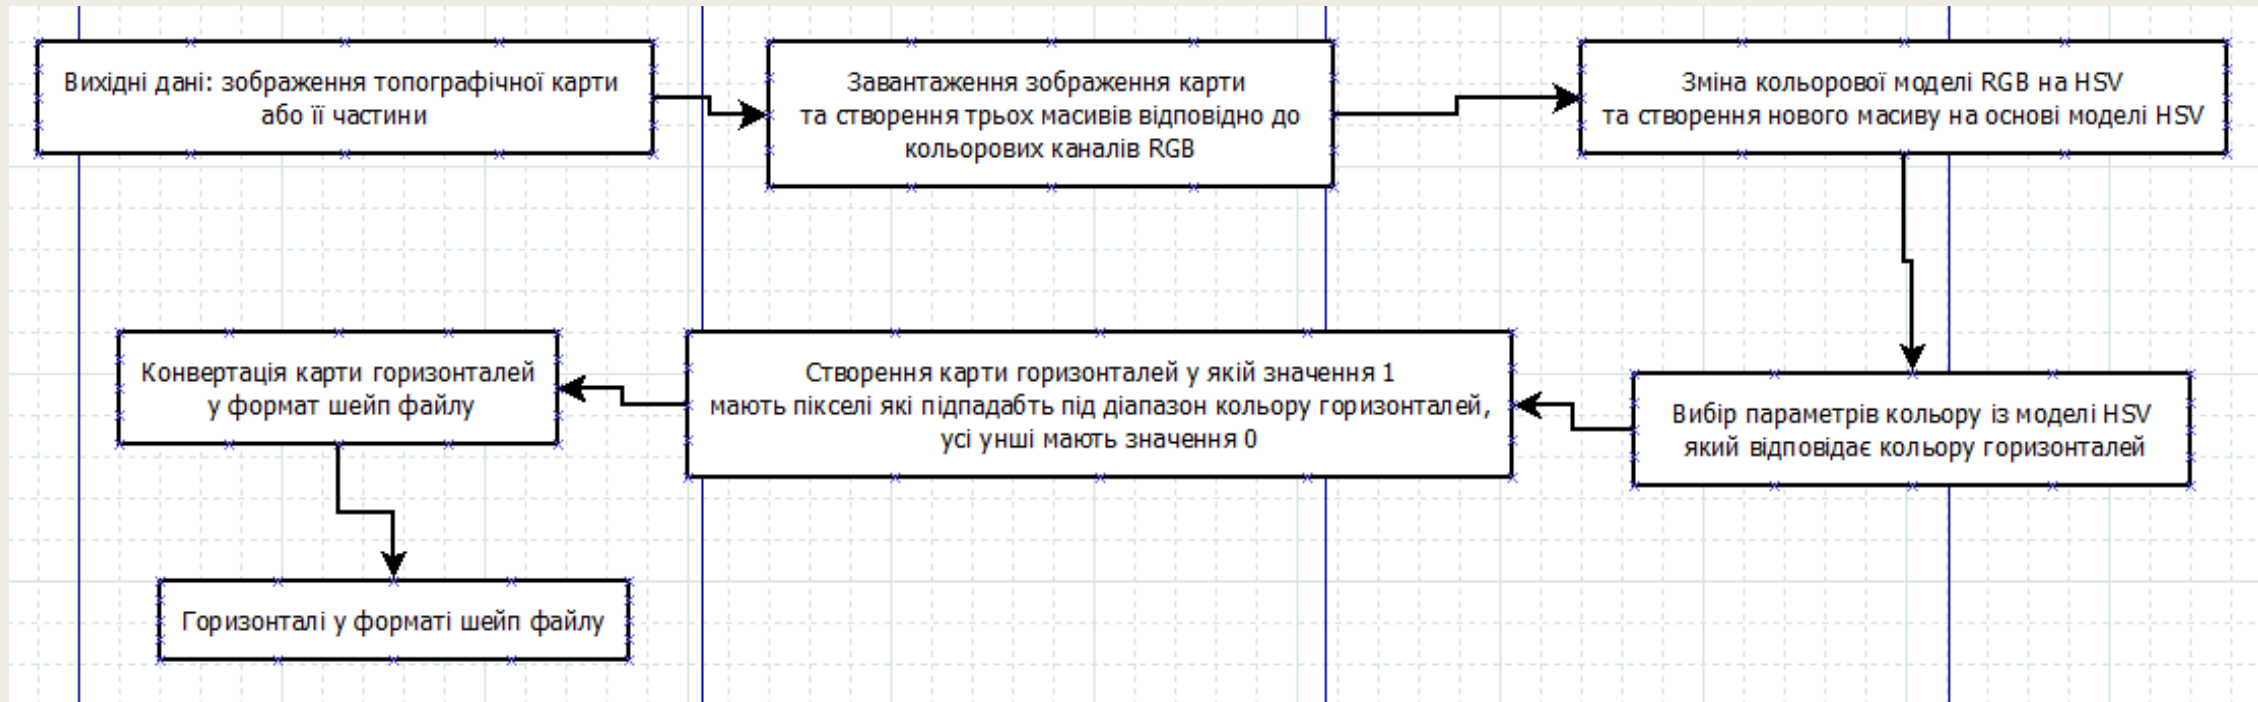 Вихідні дані: зображення топографічної карти
або її частини
Завантаження зображення карти
та створення трьох масивів відповідно до
кольорових каналів RGB
Зміна кольорової моделі RGB на HSV
та створення нового масиву на основі моделі HSV
Вибір параметрів кольору із моделі HSV
який відповідає кольору горизонталей
Створення карти горизонталей у якій значення 1
мають пікселі які підпадабть під діапазон кольору горизонталей,
усі унші мають значення 0
Конвертація карти горизонталей
у формат шейп файлу
Горизонталі у форматі шейп файлу